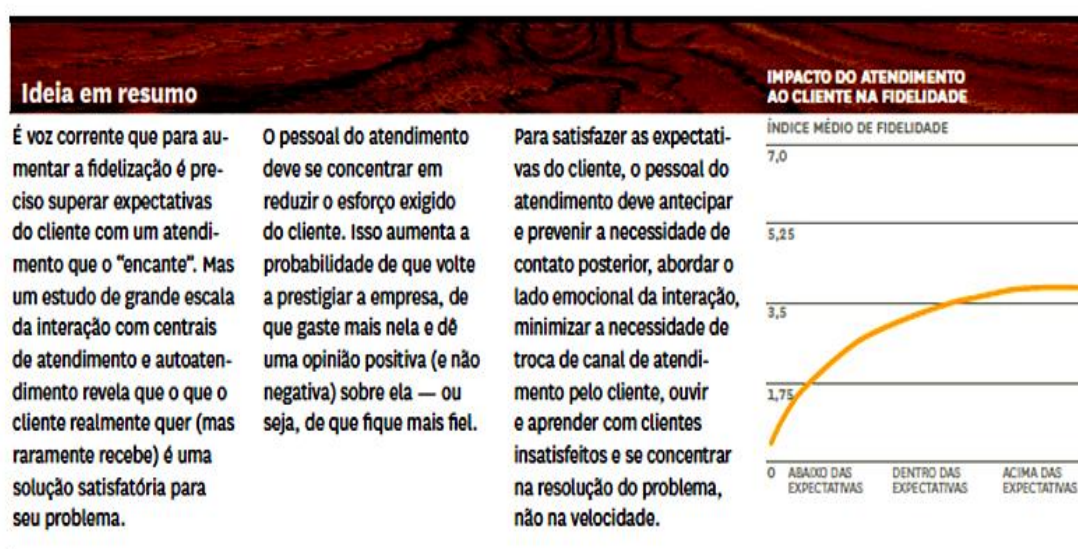 Ideia em resumo
É voz corrente que para au-
mentar a fidelização é pre-
ciso superar expectativas
do cliente com um atendi-
mento que o “encante”. Mas
um estudo de grande escala
da interação com centrais
de atendimento e autoaten-
dimento revela que o que o
cliente realmente quer (mas
raramente recebe) é uma
solução satisfatória para
seu problema.
O pessoal do atendimento
deve se concentrar em
reduzir o esforço exigido
do cliente. Isso aumenta a
probabilidade de que volte
a prestigiar a empresa, de
que gaste mais nela e dê
uma opinião positiva (e não
negativa) sobre ela — ou
seja, de que fique mais fiel.
Para satisfazer as expectati-
vas do cliente, o pessoal do
atendimento deve antecipar
e prevenir a necessidade de
contato posterior, abordar o
lado emocional da interação,
minimizar a necessidade de
troca de canal de atendi-
mento pelo cliente, ouvir
e aprender com clientes
insatisfeitos e se concentrar
na resolução do problema,
não na velocidade.
IMPACTO DO ATENDIMENTO
AO CLIENTE NA FIDELIDADE
ÍNDICE MÉDIO DE FIDELIDADE
7,0
5,25
3,5
1,75
0
ABAIXO DAS
EXPECTATIVAS
DENTRO DAS
EXPECTATIVAS
ACIMA DAS
EXPECTATIVAS